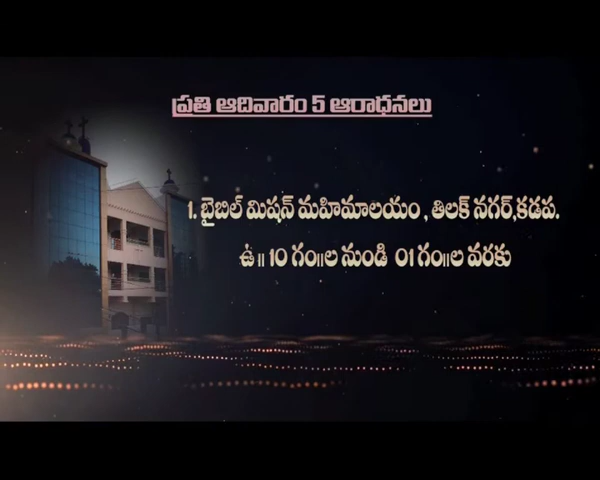 ప్రతి ఆదివారం 5 ఆరాధనలు
1. బైబిల్ మిషన్ మహిమాలయం , తిలక్ నగర్,కడప.
ఉ॥ 10 గం॥ల నుండి 01 గం॥ల వరకు